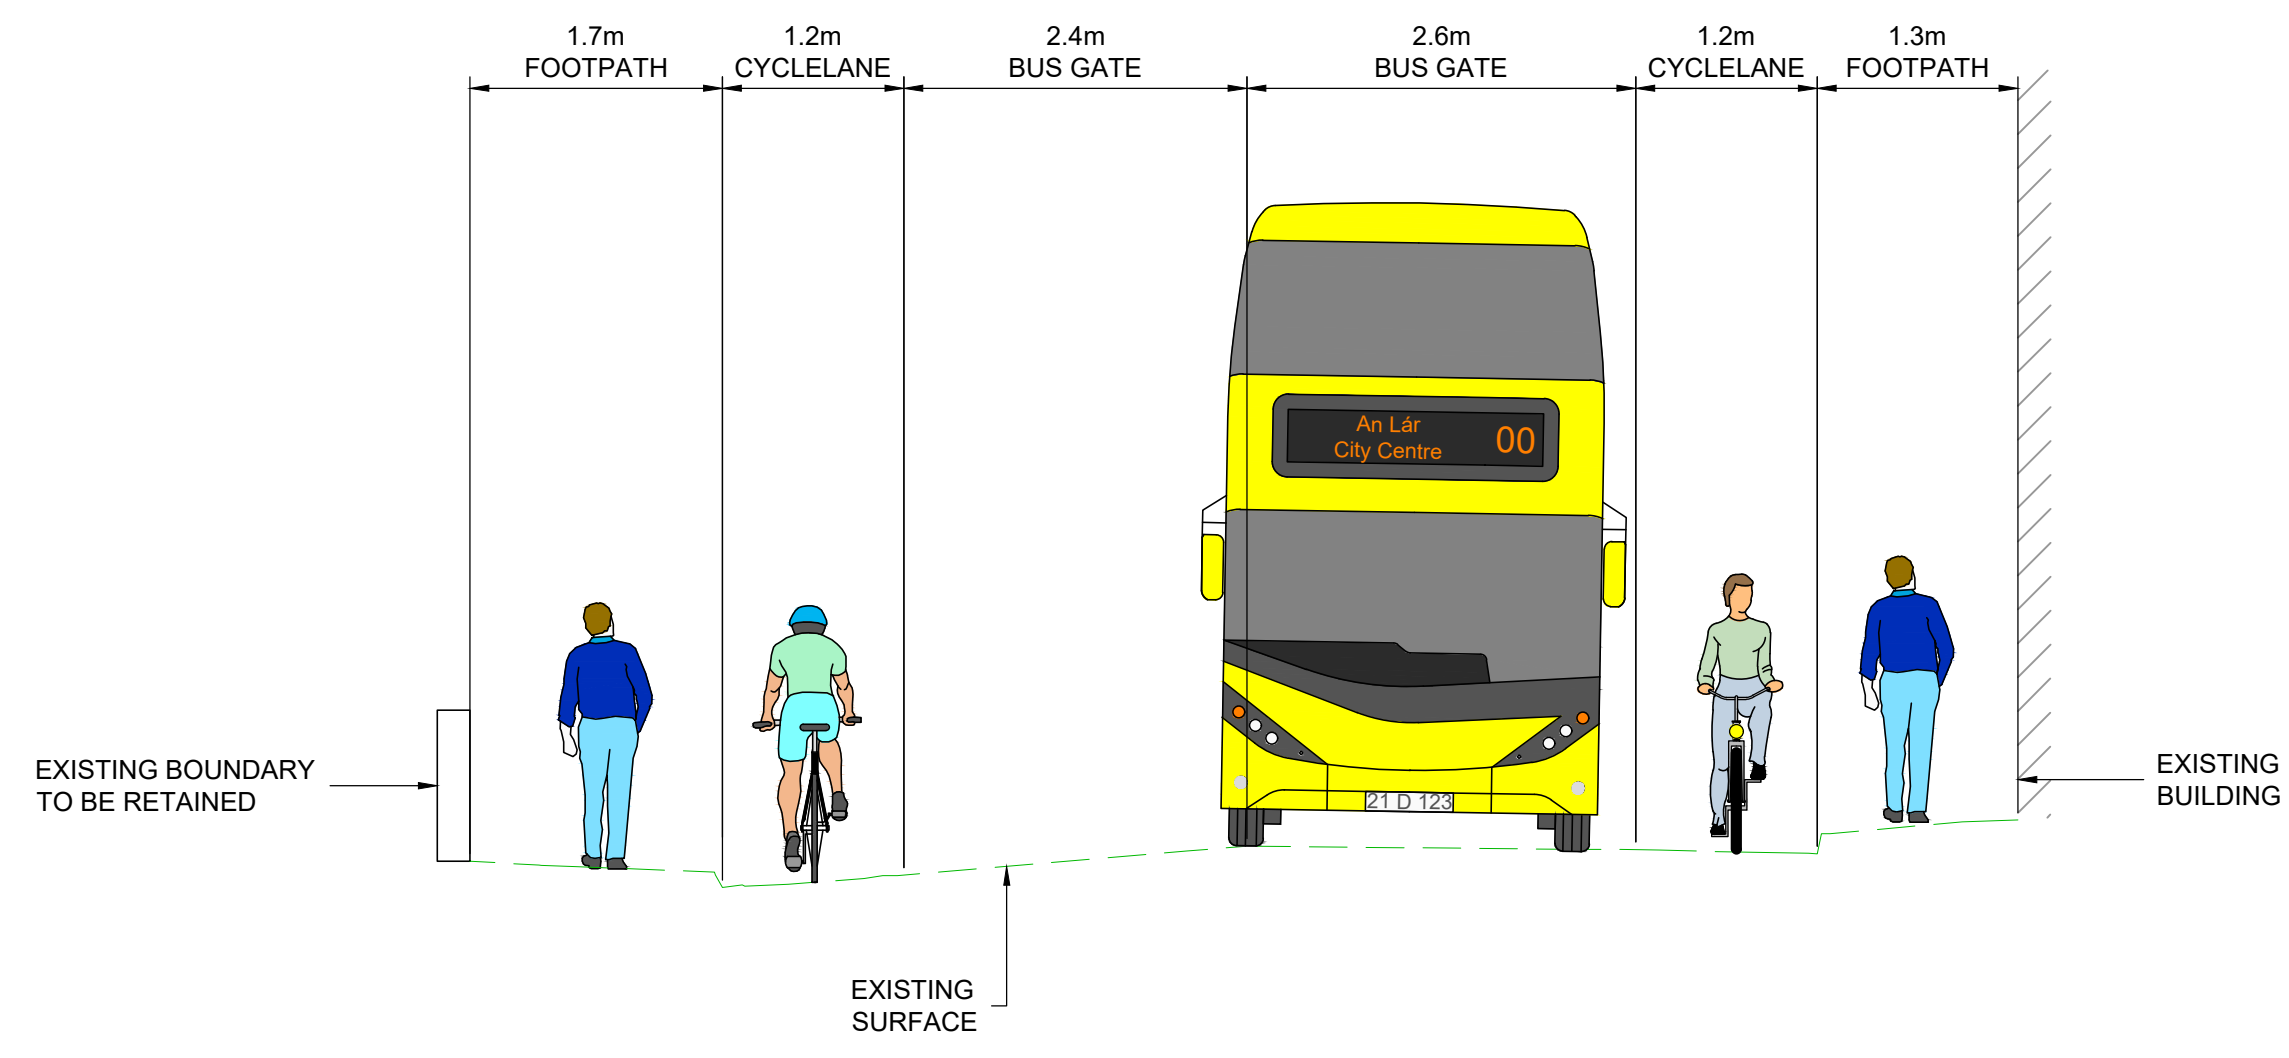 1.7m
FOOTPATH
1.2m
CYCLELANE
2.4m
BUS GATE
2.6m
BUS GATE
1.2m
CYCLELANE
1.3m
FOOTPATH
An Lár
City Centre
00
21 D 123
EXISTING BOUNDARY
TO BE RETAINED
EXISTING
BUILDING
EXISTING
SURFACE